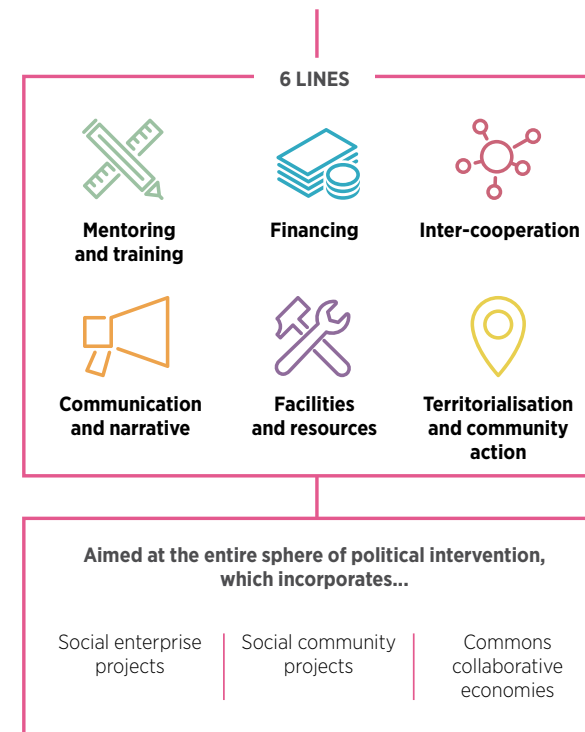 6 LINES
Mentoring
and training
Financing
Inter-cooperation
Communication
and narrative
Facilities
and resources
Territorialisation
and community
action
Aimed at the entire sphere of political intervention,
which incorporates...
Social enterprise
projects
Social community
projects
Commons
collaborative
economies